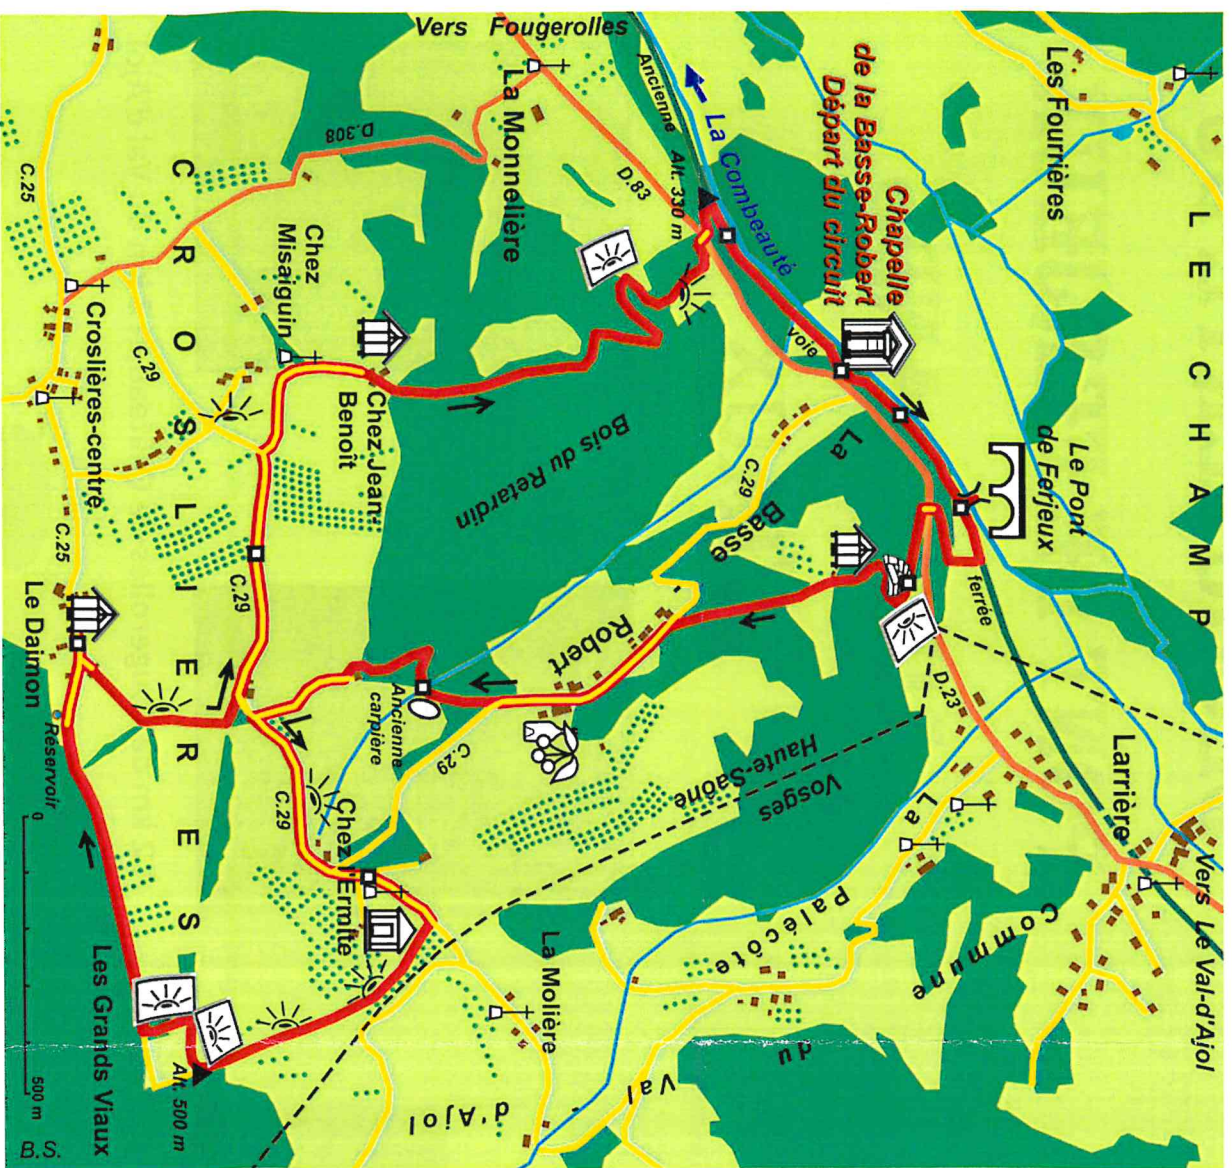 Vers Fougerolles
La Monnelière
D.308
D.83
Ancienne
voie
ferrée
Alt. 330 m
La Combeauté
Chapelle
de la Basse-Robert
Départ du circuit
Les Fourrières
LE CHAMP
Le Pont
de Ferjeux
C.25
CROSLIERES
Chez
Misaiguin
Croslières-centre
C.29
Chez Jean-
Benoît
Bois du Retardin
La
Basse
Robert
C.29
C.25
C.29
Le Daimon
Réservoir
Ancienne
carpière
C.29
C.29
Chez l'Ermite
Haute-Saône
Vosges
D.23
Larrière
Vers Le Val-d'Ajol
La
Palécôte
Commune
du
Val
d'Ajol
La Molière
Les Grands Viaux
Alt. 500 m
0
500 m
B.S.